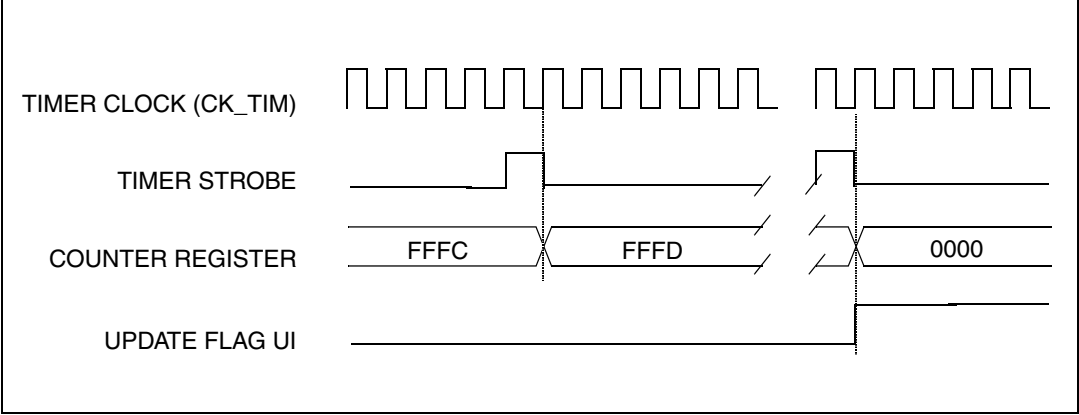 TIMER CLOCK (CK_TIM)
TIMER STROBE
COUNTER REGISTER FFFC FFFD 0000
UPDATE FLAG UI